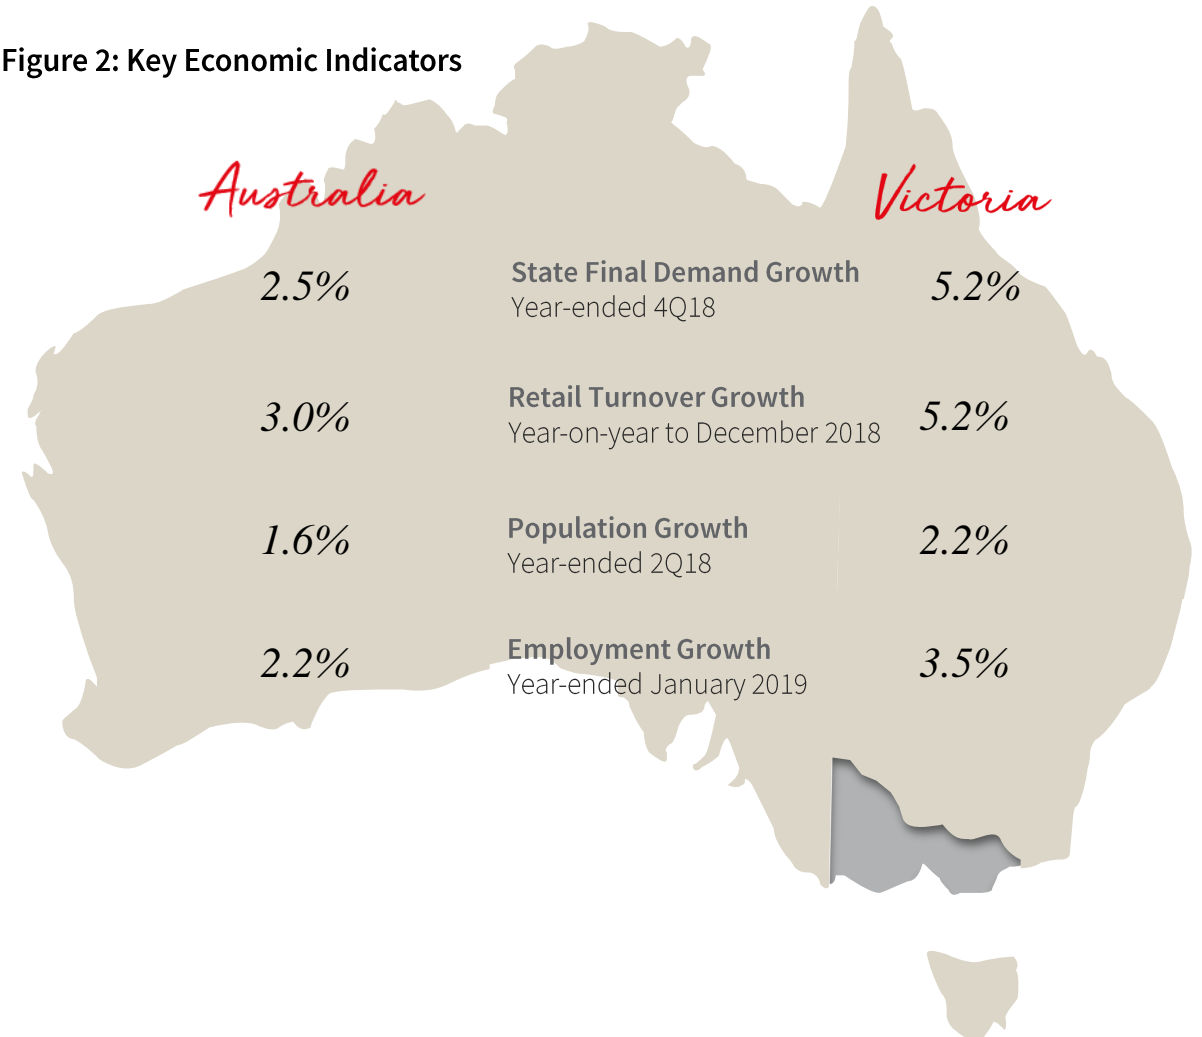 Figure 2: Key Economic Indicators
Australia
Victoria
2.5%
State Final Demand Growth
Year-ended 4Q18
5.2%
3.0%
Retail Turnover Growth
Year-on-year to December 2018
5.2%
1.6%
Population Growth
Year-ended 2Q18
2.2%
2.2%
Employment Growth
Year-ended January 2019
3.5%